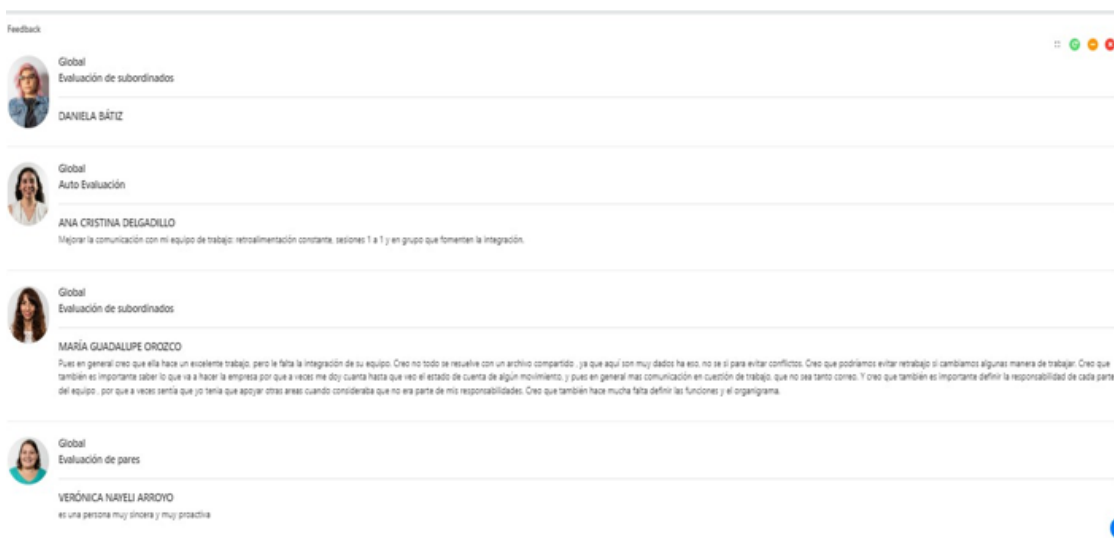 Feedback
Global
Evaluación de subordinados
DANIELA BÁTIZ
Global
Auto Evaluación
ANA CRISTINA DELGADILLO
Mejorar la comunicación con mi equipo de trabajo: retroalimentación constante, sesiones 1 a 1 y en grupo que fomenten la integración.
Global
Evaluación de subordinados
MARÍA GUADALUPE OROZCO
Pues en general creo que ella hace un excelente trabajo, pero le falta la integración de su equipo. Creo no todo se resuelve con un archivo compartido , ya que aquí son muy dados ha eso, no se si para evitar conflictos. Creo que podríamos evitar retrabajo si cambiamos algunas manera de trabajar. Creo que
también es importante saber lo que va a hacer la empresa por que a veces me doy cuanta hasta que veo el estado de cuenta de algún movimiento, y pues en general mas comunicación en cuestión de trabajo, que no sea tanto correo. Y creo que también es importante definir la responsabilidad de cada parte
del equipo , por que a veces sentía que yo tenia que apoyar otras areas cuando consideraba que no era parte de mis responsabilidades. Creo que también hace mucha falta definir las funciones y el organigrama.
Global
Evaluación de pares
VERÓNICA NAYELI ARROYO
es una persona muy sincera y muy proactiva